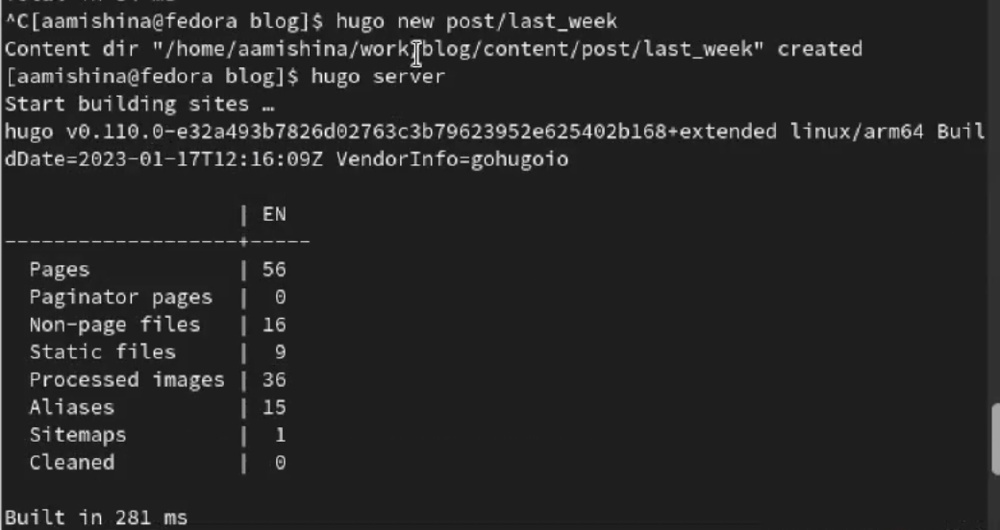 ^C[aamishina@fedora blog]$ hugo new post/last_week
Content dir "/home/aamishina/work/blog/content/post/last_week" created
[aamishina@fedora blog]$ hugo server
Start building sites …
hugo v0.110.0-e32a493b7826d02763c3b79623952e625402b168+extended linux/arm64 Buil
dDate=2023-01-17T12:16:09Z VendorInfo=gohugoio
| EN
-------------------+-----
Pages | 56
Paginator pages | 0
Non-page files | 16
Static files | 9
Processed images | 36
Aliases | 15
Sitemaps | 1
Cleaned | 0
Built in 281 ms